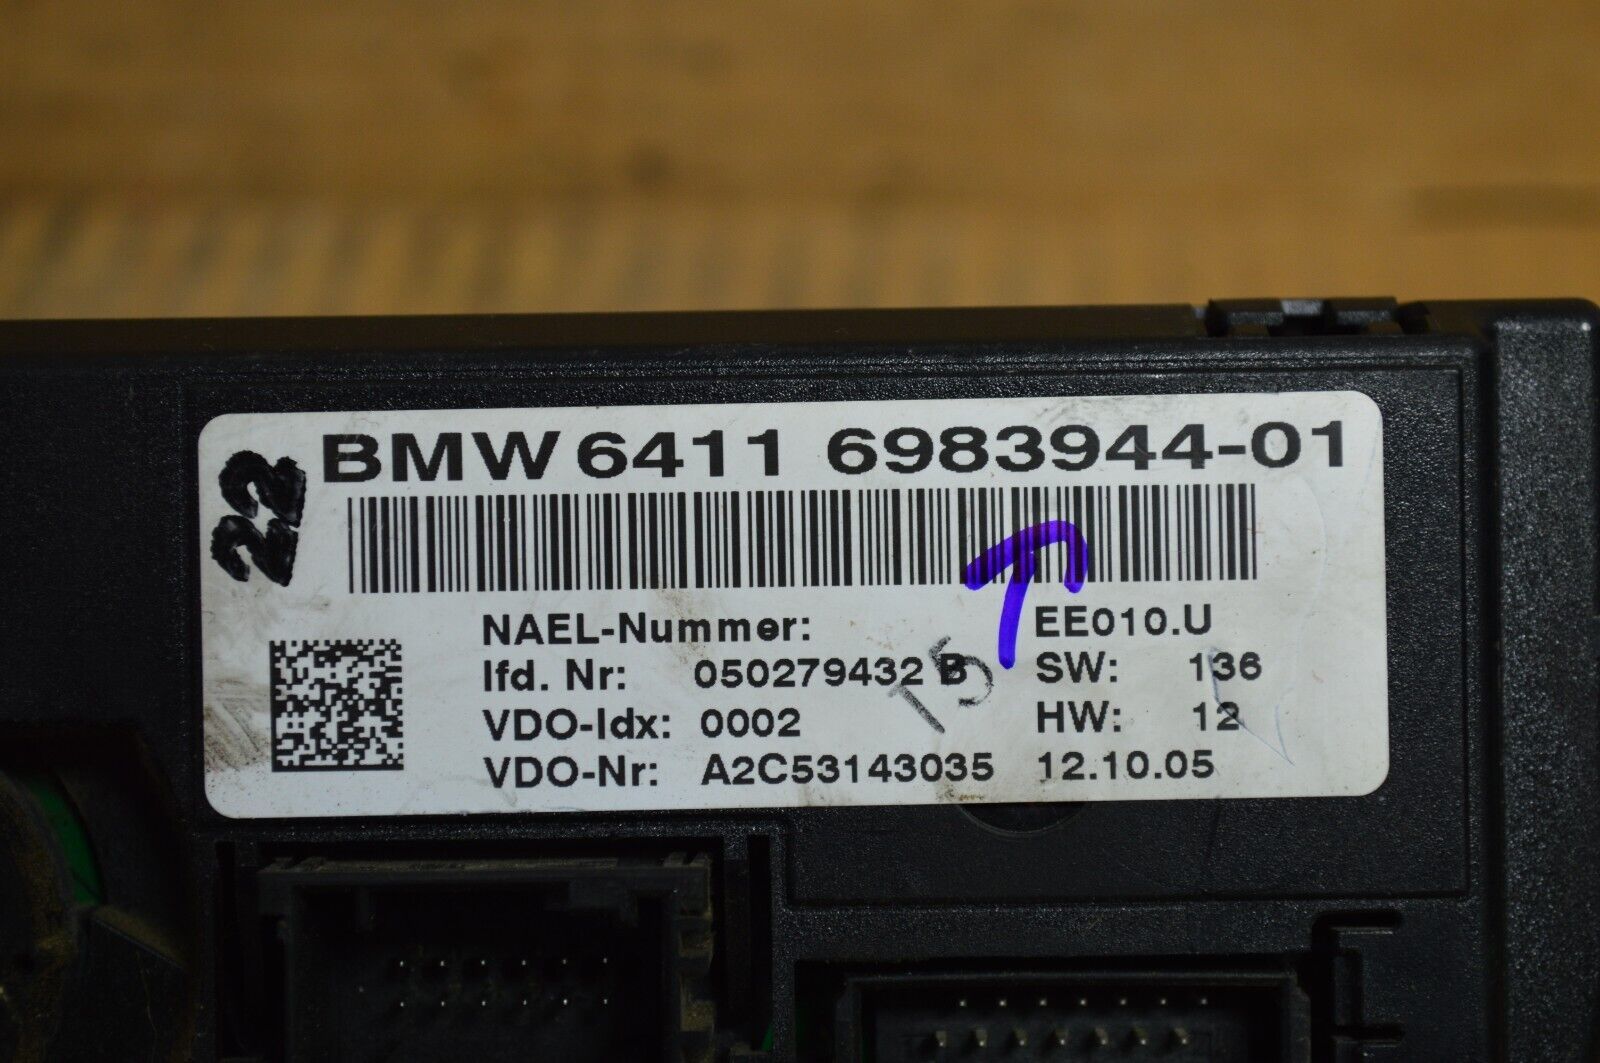 BMW 6411 6983944-01
22
NAEL-Nummer: EE010.U
lfd. Nr: 050279432 B SW: 136
15
VDO-Idx: 0002 HW: 12
VDO-Nr: A2C53143035 12.10.05